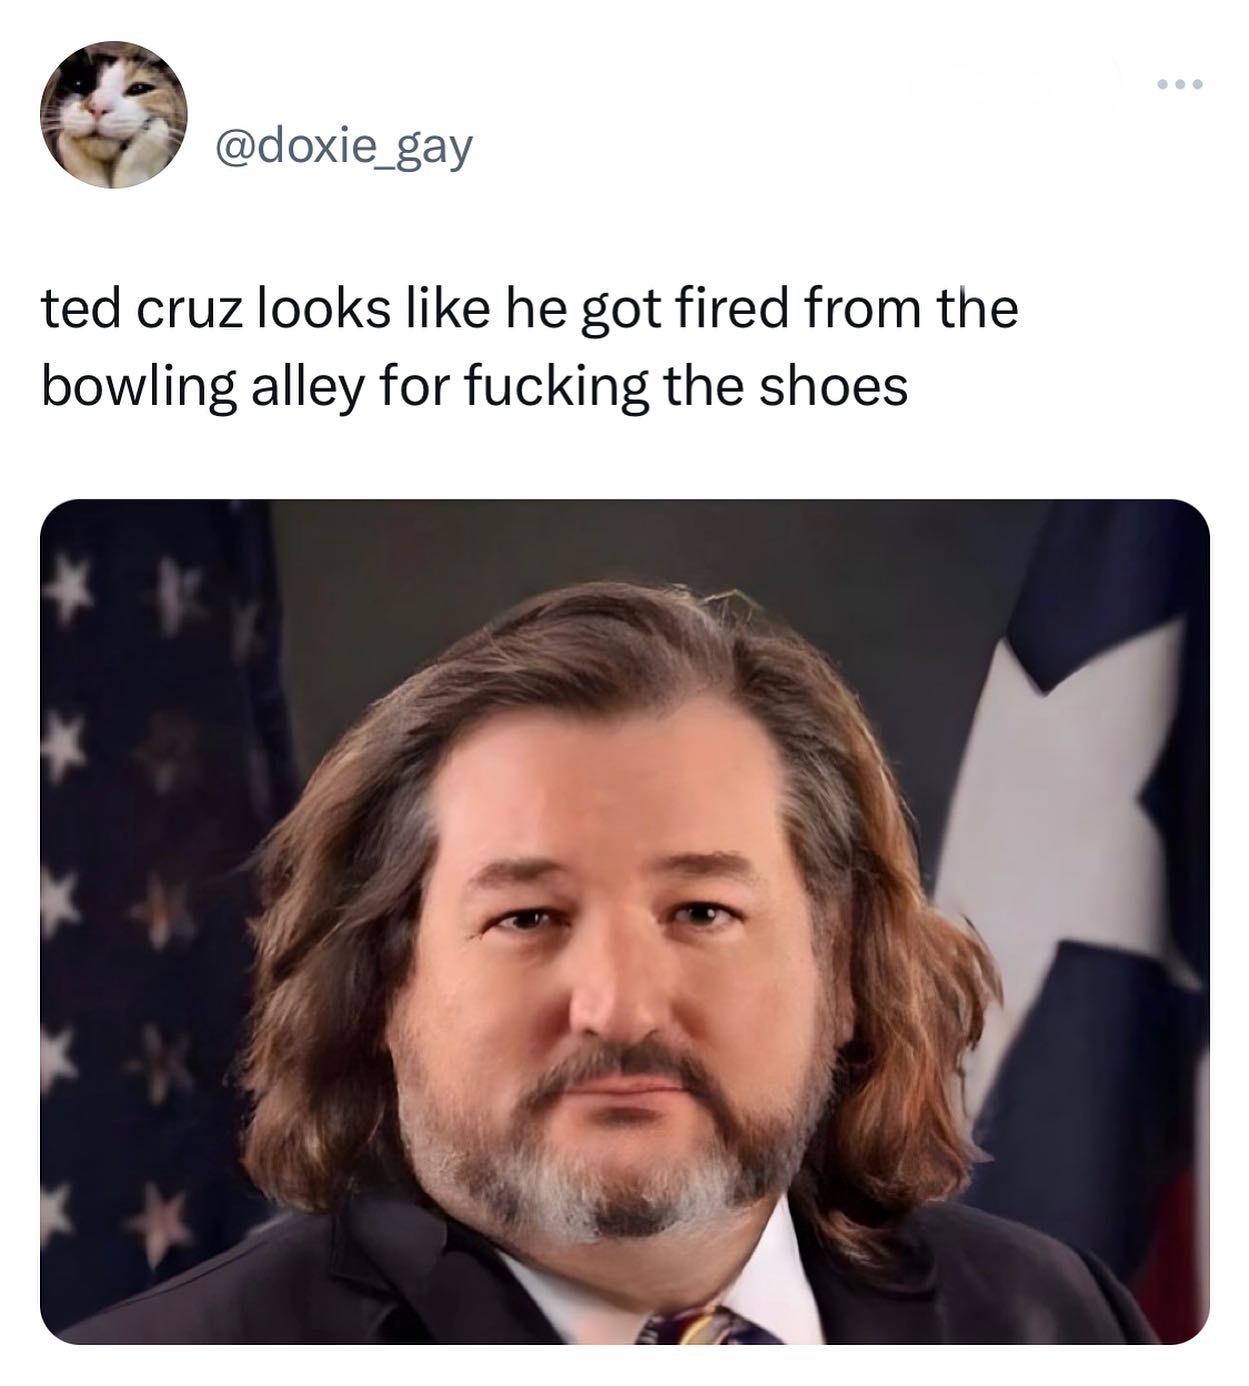 @doxie_gay
ted cruz looks like he got fired from the
bowling alley for fucking the shoes